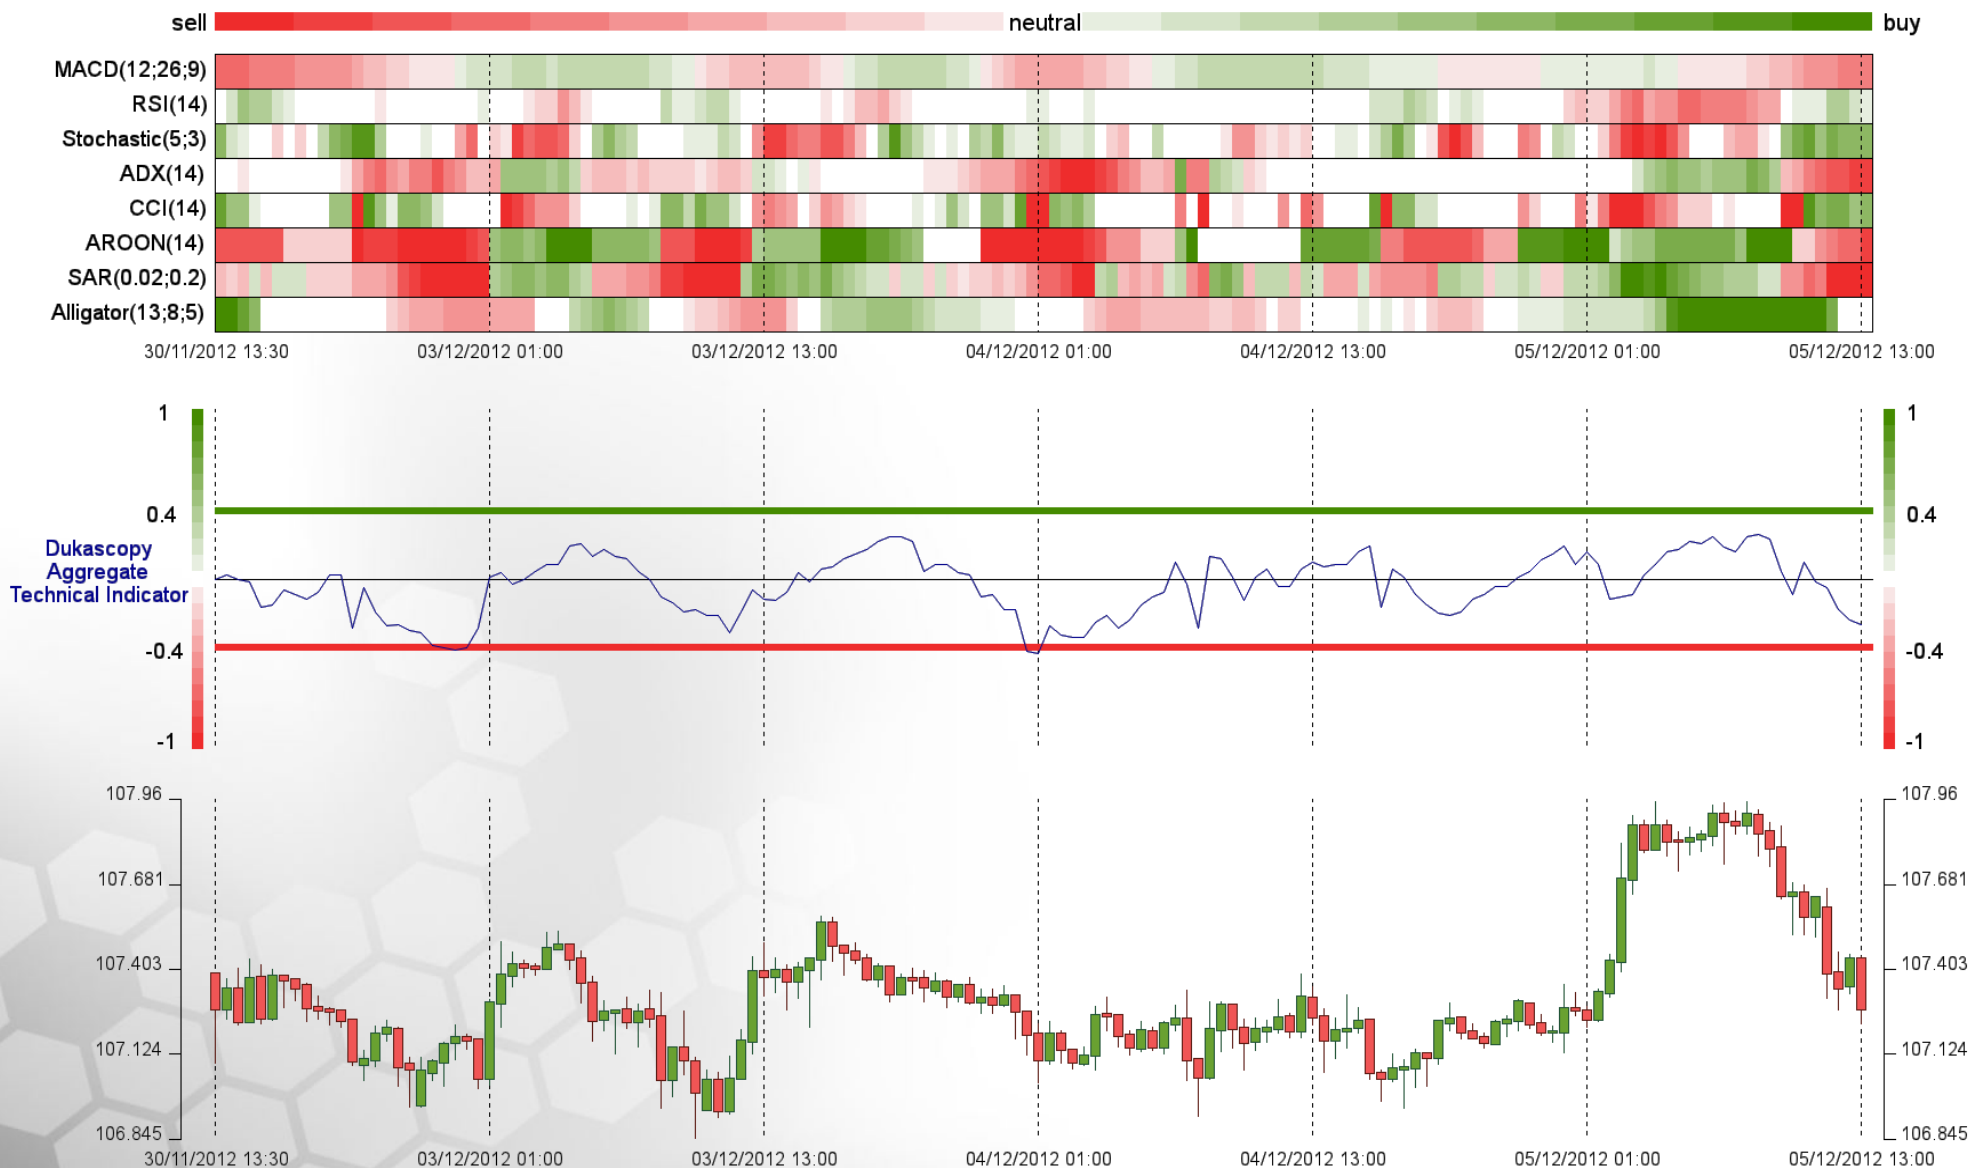 sell neutral buy
MACD(12;26;9)
RSI(14)
Stochastic(5;3)
ADX(14)
CCI(14)
AROON(14)
SAR(0.02;0.2)
Alligator(13;8;5)
30/11/2012 13:30 03/12/2012 01:00 03/12/2012 13:00 04/12/2012 01:00 04/12/2012 13:00 05/12/2012 01:00 05/12/2012 13:00
1 1
0.4 0.4
Dukascopy
Aggregate
Technical Indicator
-0.4 -0.4
-1 -1
107.96 107.96
107.681 107.681
107.403 107.403
107.124 107.124
106.845 106.845
30/11/2012 13:30 03/12/2012 01:00 03/12/2012 13:00 04/12/2012 01:00 04/12/2012 13:00 05/12/2012 01:00 05/12/2012 13:00